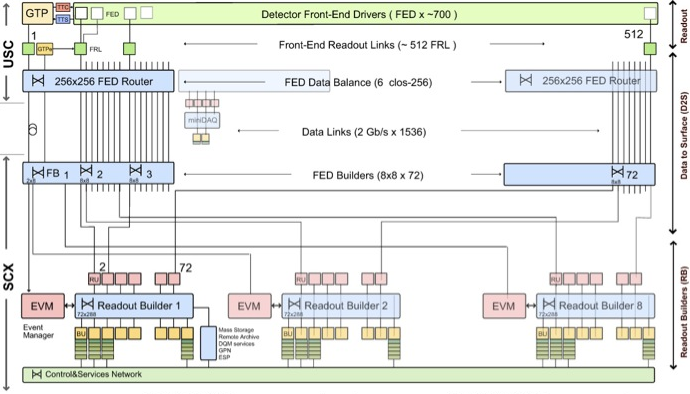 GTP
TTC
TTS
FED
Detector Front-End Drivers ( FED x ~700 )
1
GTPe
FRL
Front-End Readout Links (~ 512 FRL )
512
256x256 FED Router
FED Data Balance (6 clos-256)
256x256 FED Router
miniDAQ
Data Links (2 Gb/s x 1536)
FB 1
2x8
2
8x8
3
8x8
FED Builders (8x8 x 72)
72
8x8
2
72
RU
RU
RU
EVM
Readout Builder 1
72x288
EVM
Readout Builder 2
72x288
EVM
Readout Builder 8
72x288
Event
Manager
BU
Mass Storage
Remote Archive
DQM services
GPN
ESP
BU
BU
Control&Services Network
USC
SCX
Readout
Data to Surface (D2S)
Readout Builders (RB)